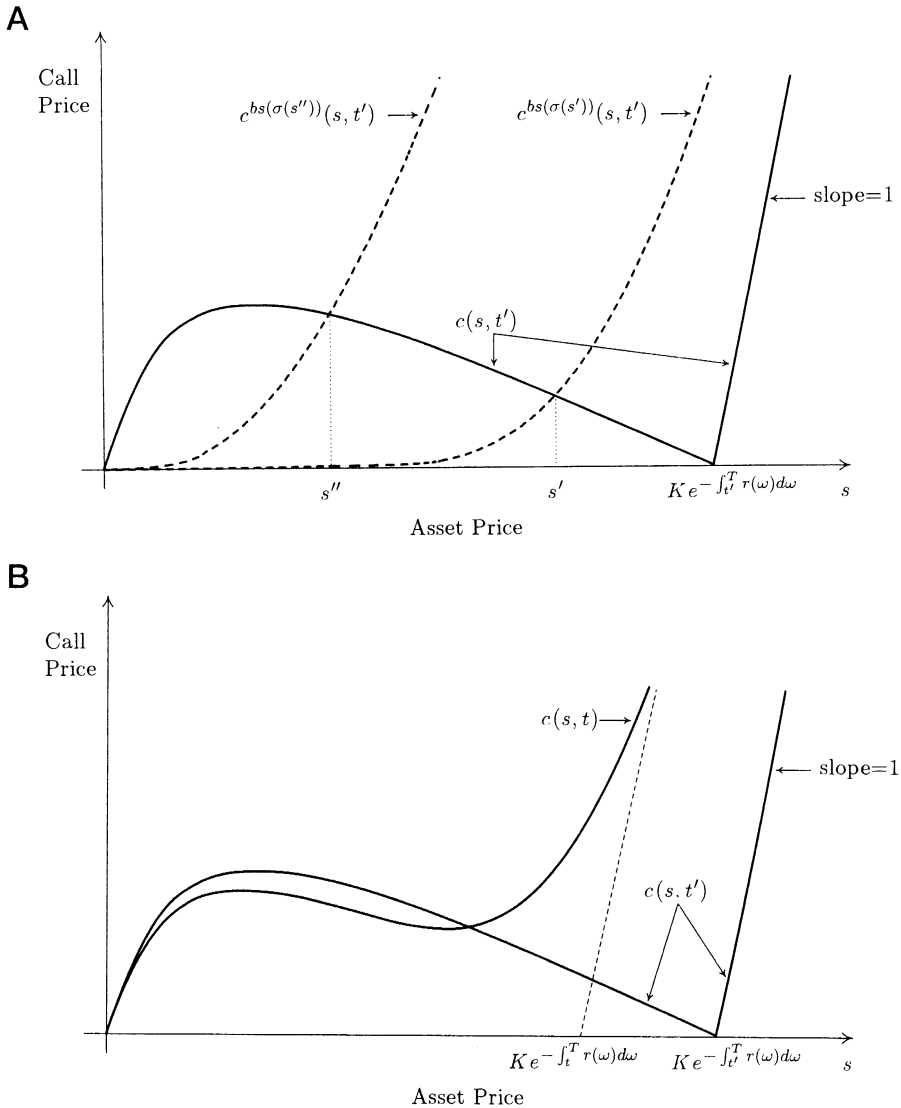 A
Call
Price
c^{bs(σ(s''))}(s, t')
c^{bs(σ(s'))}(s, t')
slope=1
c(s, t')
s''
s'
Ke^{-∫_{t'}^{T} r(ω)dω}
s
Asset Price
B
Call
Price
c(s, t)
slope=1
c(s. t')
Ke^{-∫_{t}^{T} r(ω)dω}
Ke^{-∫_{t'}^{T} r(ω)dω}
s
Asset Price